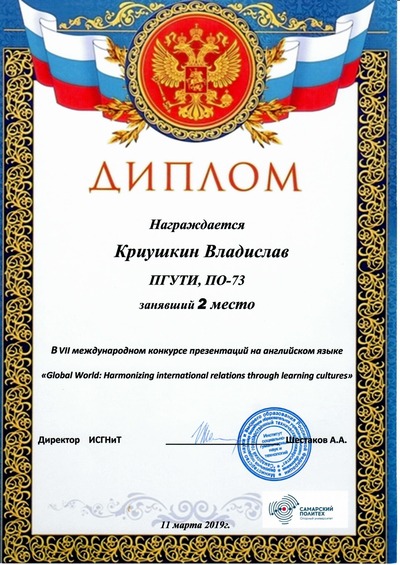 ДИПЛОМ
Награждается
Криушкин Владислав
ПГУТИ, ПО-73
занявший 2 место
В VII международном конкурсе презентаций на английском языке
«Global World: Harmonizing international relations through learning cultures»
Директор ИСГНиТ Шестаков А.А.
11 марта 2019г.
САМАРСКИЙ
ПОЛИТЕХ
Опорный университет